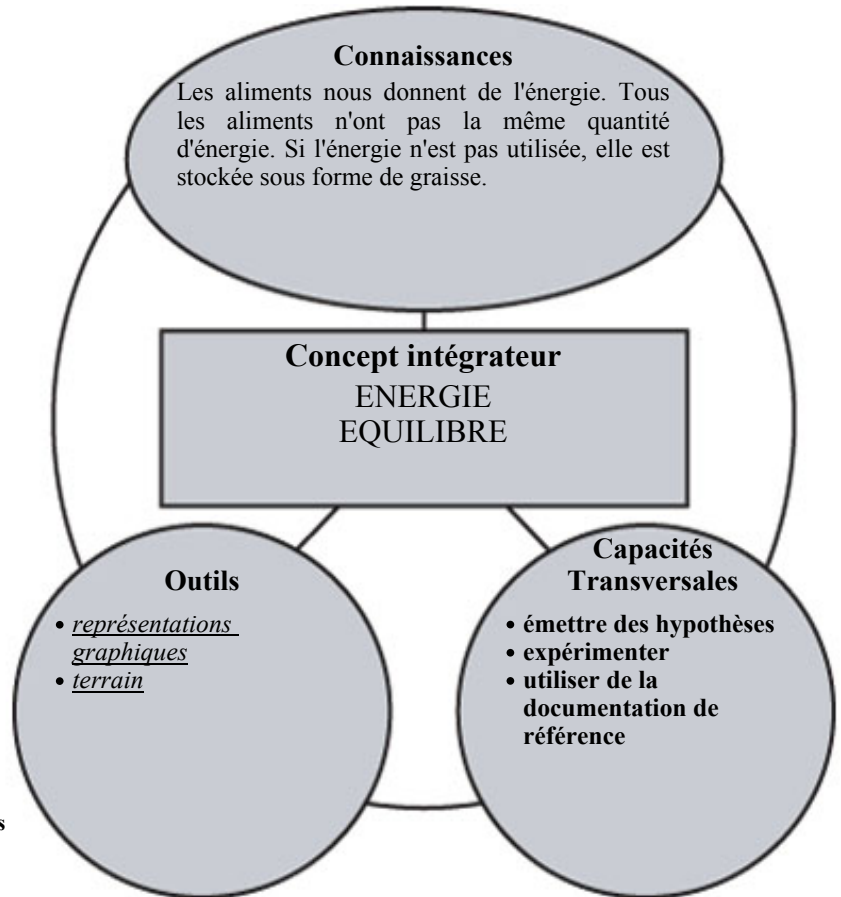 Connaissances
Les aliments nous donnent de l'énergie. Tous
les aliments n'ont pas la même quantité
d'énergie. Si l'énergie n'est pas utilisée, elle est
stockée sous forme de graisse.
Concept intégrateur
ENERGIE
EQUILIBRE
Outils
• représentations
graphiques
• terrain
Capacités
Transversales
• émettre des hypothèses
• expérimenter
• utiliser de la
documentation de
référence